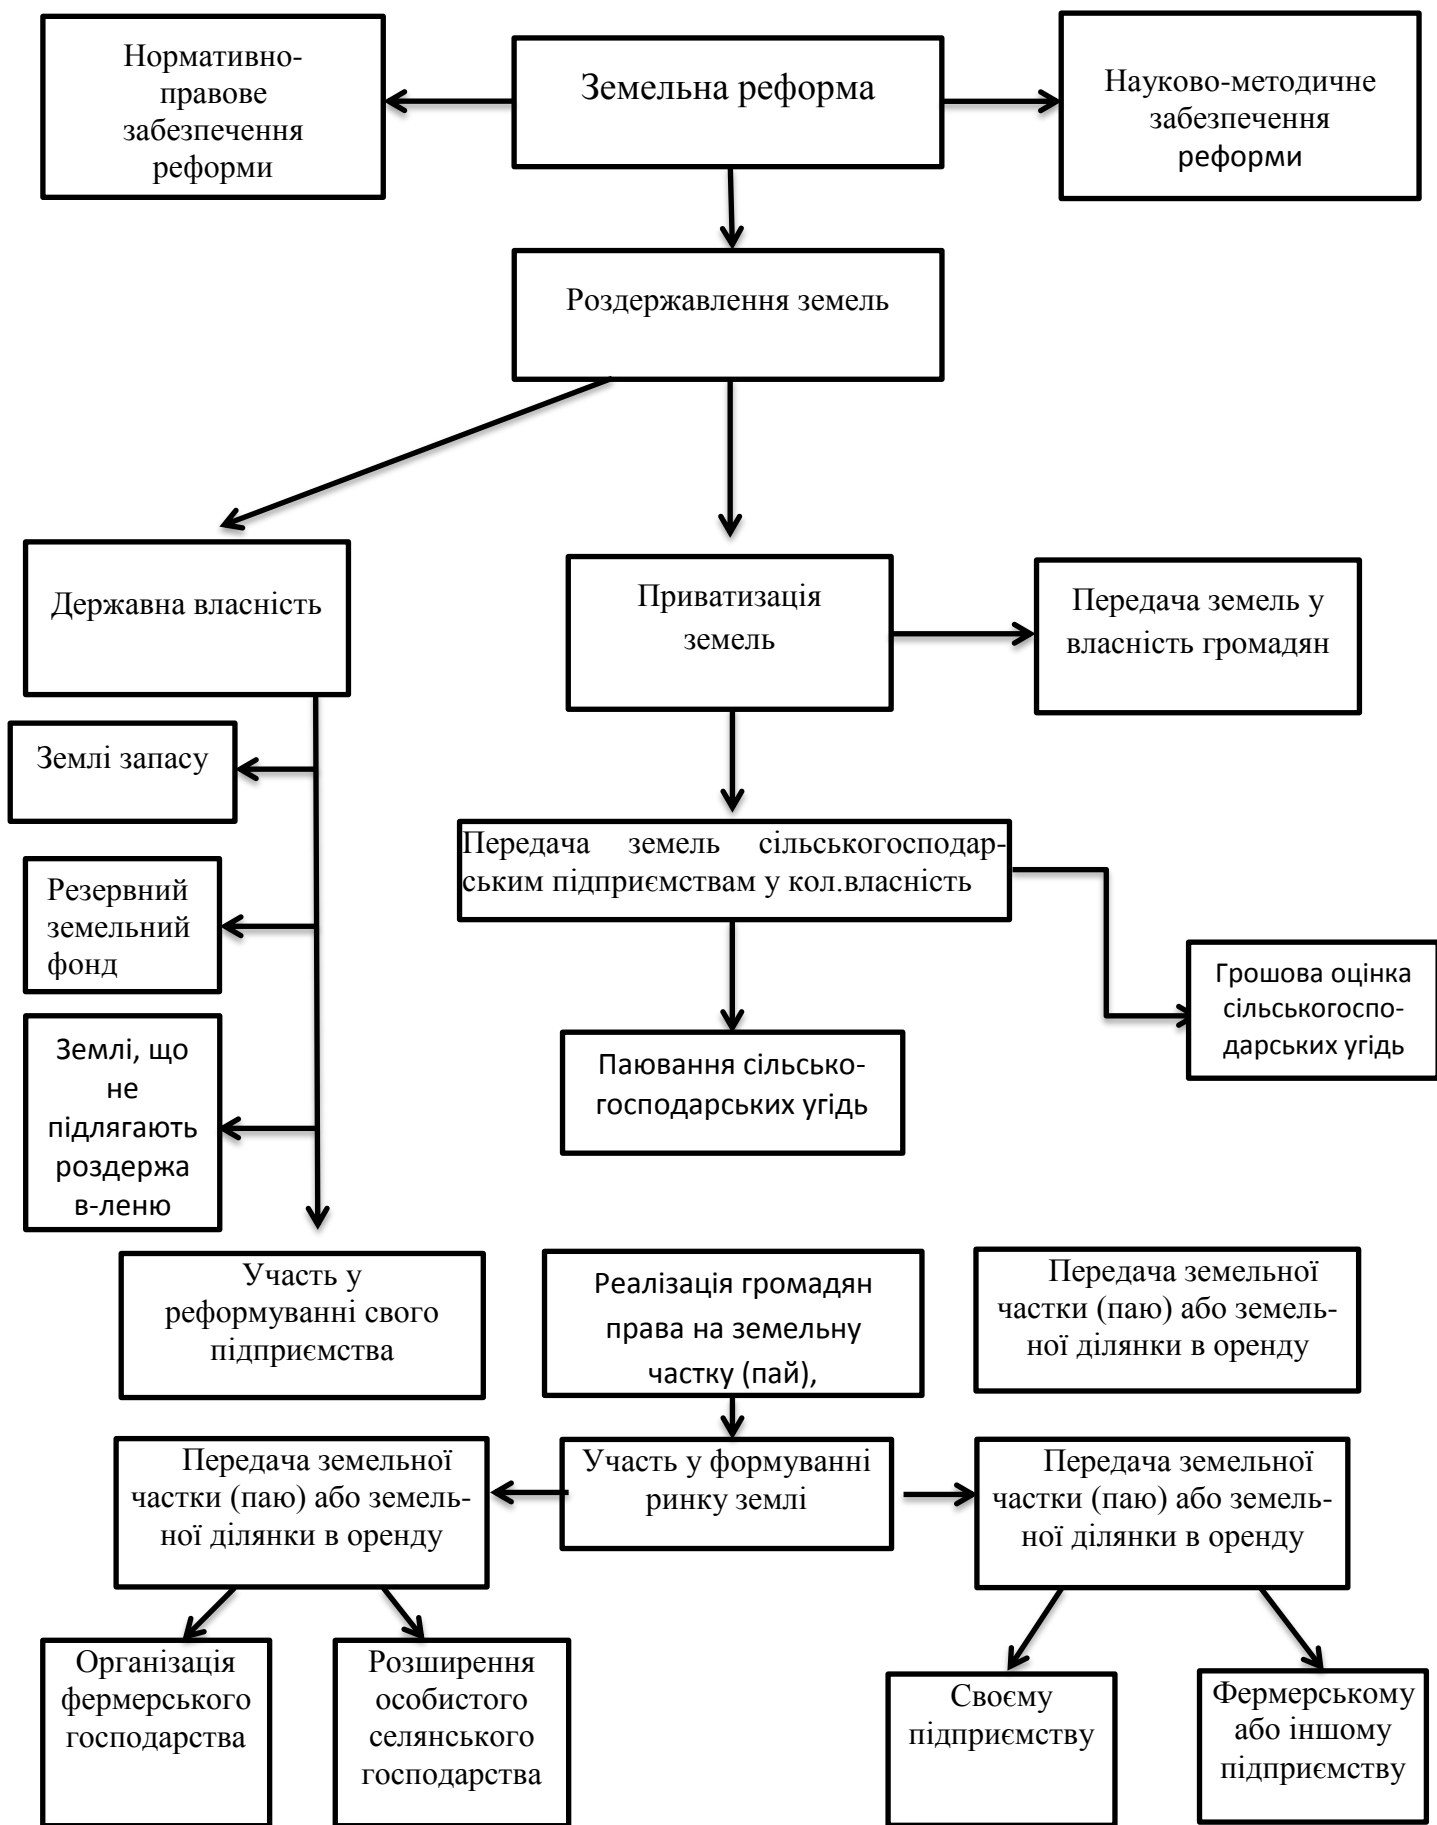 Нормативно-
правове
забезпечення
реформи
Земельна реформа
Науково-методичне
забезпечення
реформи
Роздержавлення земель
Державна власність
Приватизація
земель
Передача земель у
власність громадян
Землі запасу
Передача земель сільськогосподар-
ським підприємствам у кол.власність
Резервний
земельний
фонд
Грошова оцінка
сільськогоспо-
дарських угідь
Землі, що
не
підлягають
роздержа
в-леню
Паювання сільсько-
господарських угідь
Участь у
реформуванні свого
підприємства
Реалізація громадян
права на земельну
частку (пай),
Передача земельної
частки (паю) або земель-
ної ділянки в оренду
Передача земельної
частки (паю) або земель-
ної ділянки в оренду
Участь у формуванні
ринку землі
Передача земельної
частки (паю) або земель-
ної ділянки в оренду
Організація
фермерського
господарства
Розширення
особистого
селянського
господарства
Своєму
підприємству
Фермерському
або іншому
підприємству